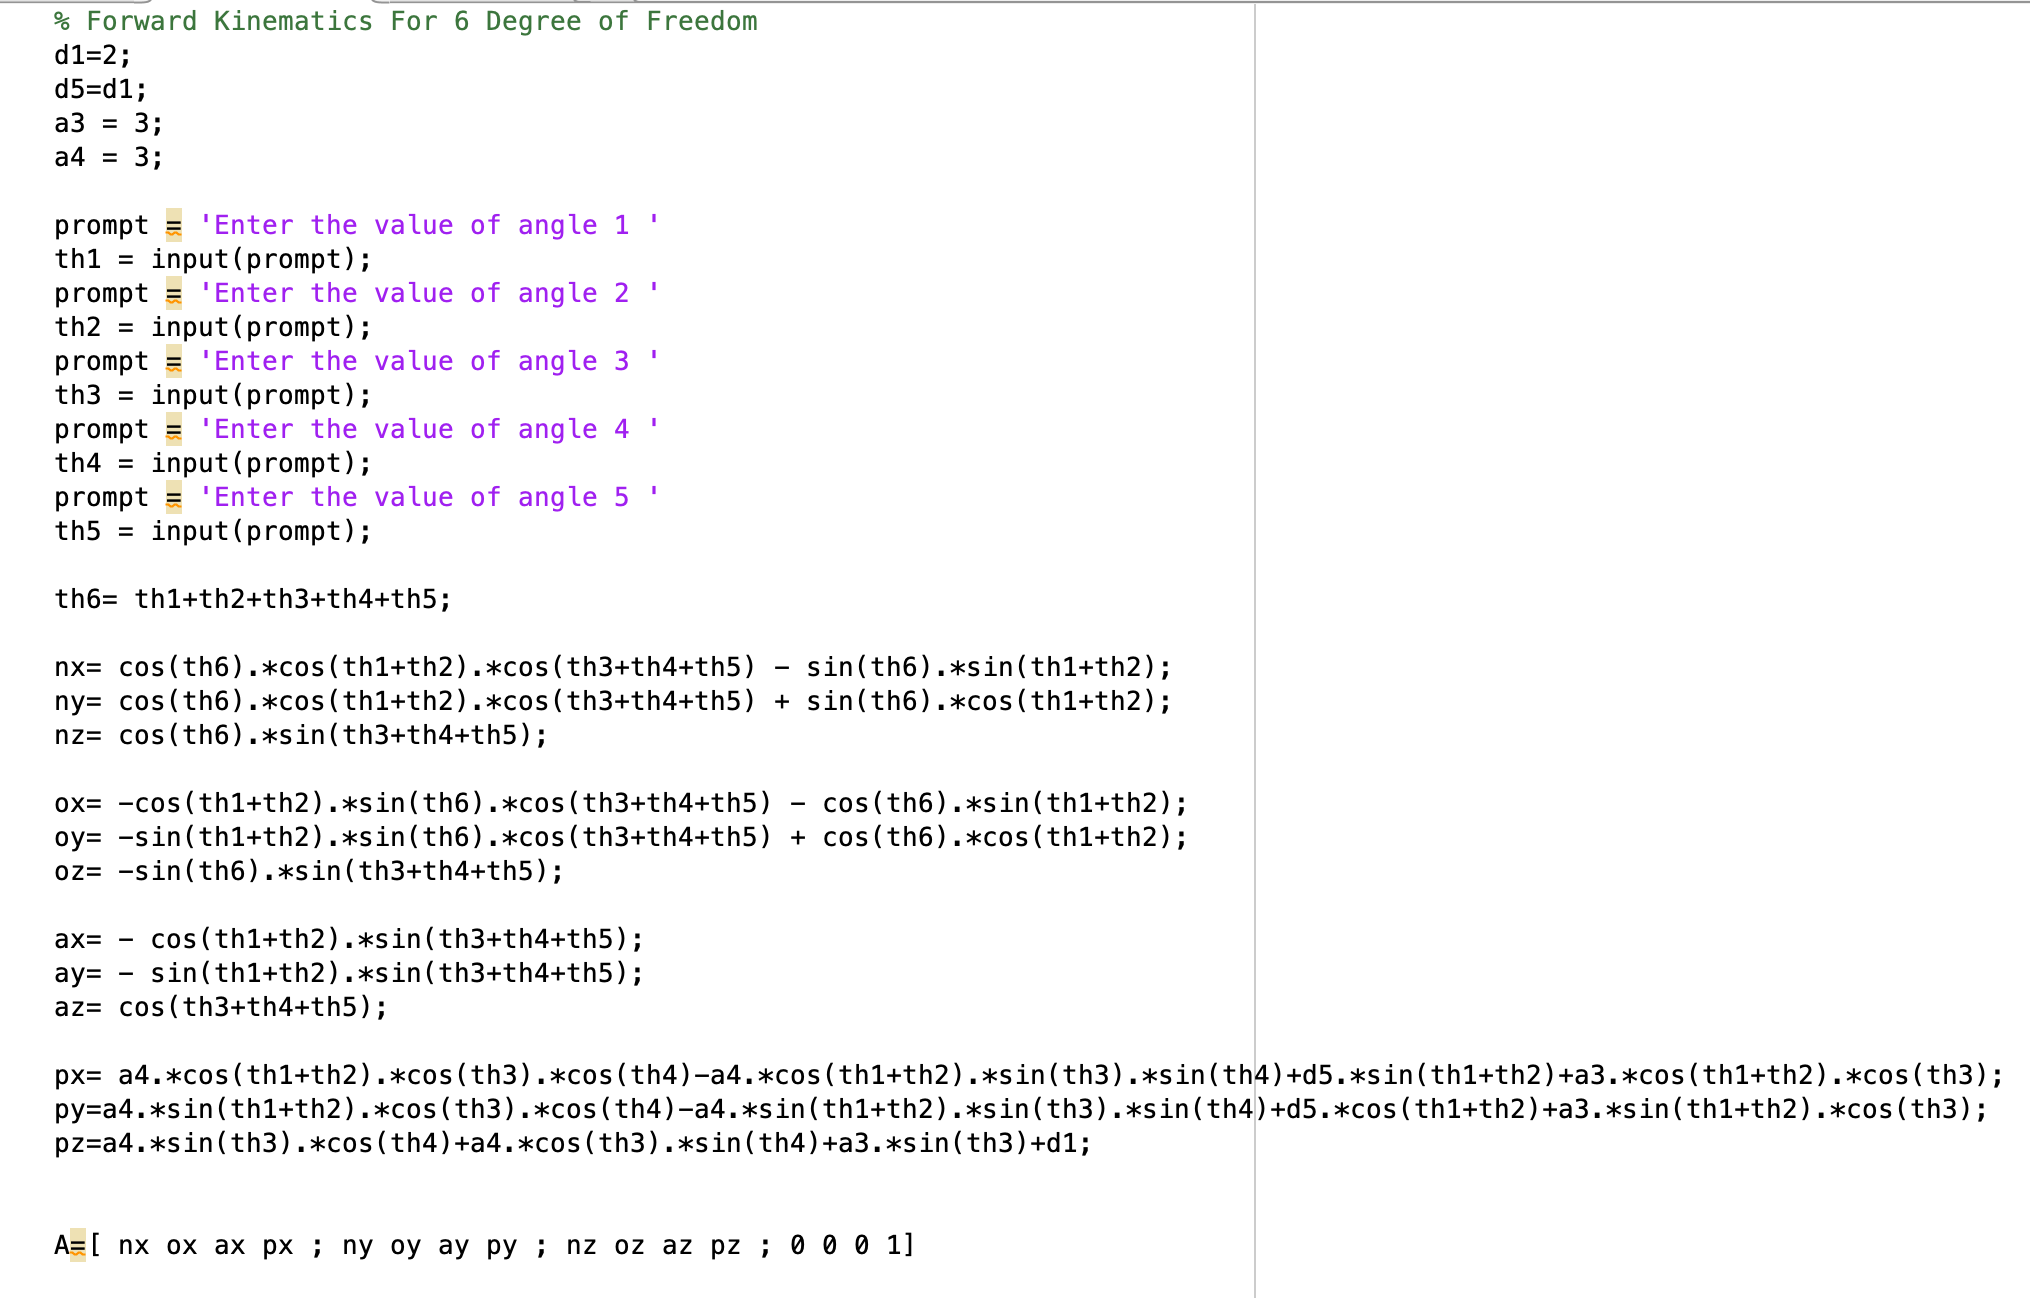 % Forward Kinematics For 6 Degree of Freedom
d1=2;
d5=d1;
a3 = 3;
a4 = 3;
prompt = 'Enter the value of angle 1 '
th1 = input(prompt);
prompt = 'Enter the value of angle 2 '
th2 = input(prompt);
prompt = 'Enter the value of angle 3 '
th3 = input(prompt);
prompt = 'Enter the value of angle 4 '
th4 = input(prompt);
prompt = 'Enter the value of angle 5 '
th5 = input(prompt);
th6= th1+th2+th3+th4+th5;
nx= cos(th6).*cos(th1+th2).*cos(th3+th4+th5) - sin(th6).*sin(th1+th2);
ny= cos(th6).*cos(th1+th2).*cos(th3+th4+th5) + sin(th6).*cos(th1+th2);
nz= cos(th6).*sin(th3+th4+th5);
ox= -cos(th1+th2).*sin(th6).*cos(th3+th4+th5) - cos(th6).*sin(th1+th2);
oy= -sin(th1+th2).*sin(th6).*cos(th3+th4+th5) + cos(th6).*cos(th1+th2);
oz= -sin(th6).*sin(th3+th4+th5);
ax= - cos(th1+th2).*sin(th3+th4+th5);
ay= - sin(th1+th2).*sin(th3+th4+th5);
az= cos(th3+th4+th5);
px= a4.*cos(th1+th2).*cos(th3).*cos(th4)-a4.*cos(th1+th2).*sin(th3).*sin(th4)+d5.*sin(th1+th2)+a3.*cos(th1+th2).*cos(th3);
py=a4.*sin(th1+th2).*cos(th3).*cos(th4)-a4.*sin(th1+th2).*sin(th3).*sin(th4)+d5.*cos(th1+th2)+a3.*sin(th1+th2).*cos(th3);
pz=a4.*sin(th3).*cos(th4)+a4.*cos(th3).*sin(th4)+a3.*sin(th3)+d1;
A=[ nx ox ax px ; ny oy ay py ; nz oz az pz ; 0 0 0 1]